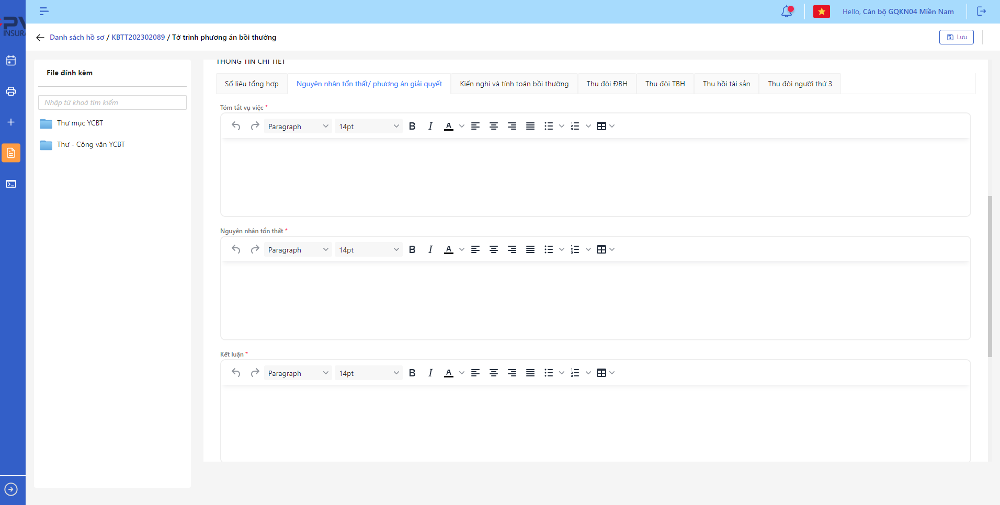 Hello, Cán bộ GQKN04 Miền Nam
Danh sách hồ sơ / KBTT202302089 / Tờ trình phương án bồi thường
Lưu
File đính kèm
Nhập từ khoá tìm kiếm
Thư mục YCBT
Thư - Công văn YCBT
THÔNG TIN CHI TIẾT
Số liệu tổng hợp
Nguyên nhân tổn thất/ phương án giải quyết
Kiến nghị và tính toán bồi thường
Thu đòi ĐBH
Thu đòi TBH
Thu hồi tài sản
Thu đòi người thứ 3
Tóm tắt vụ việc *
Paragraph 14pt B I A
Nguyên nhân tổn thất *
Paragraph 14pt B I A
Kết luận *
Paragraph 14pt B I A